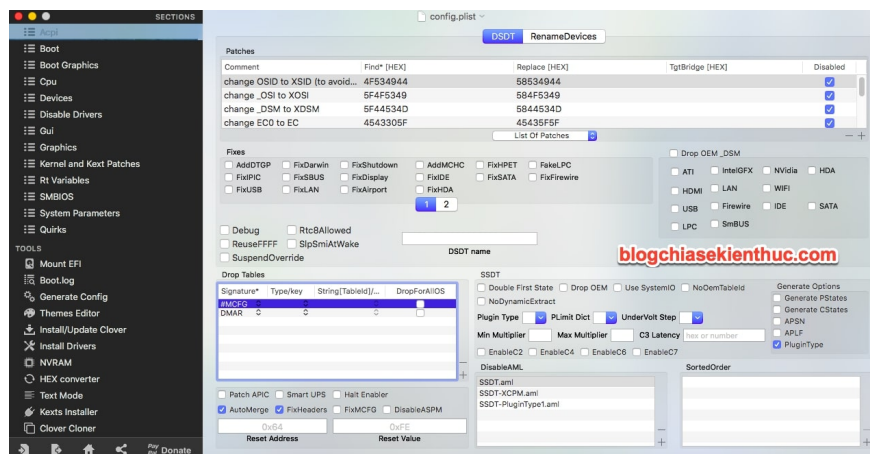 SECTIONS
config.plist
Acpi
Boot
Boot Graphics
Cpu
Devices
Disable Drivers
Gui
Graphics
Kernel and Kext Patches
Rt Variables
SMBIOS
System Parameters
Quirks
TOOLS
Mount EFI
Boot.log
Generate Config
Themes Editor
Install/Update Clover
Install Drivers
NVRAM
HEX converter
Text Mode
Kexts Installer
Clover Cloner
Pay Pal Donate
DSDT RenameDevices
Patches
Comment Find* [HEX] Replace [HEX] TgtBridge [HEX] Disabled
change OSID to XSID (to avoid... 4F534944 58534944
change _OSI to XOSI 5F4F5349 584F5349
change _DSM to XDSM 5F44534D 5844534D
change EC0 to EC 4543305F 45435F5F
List Of Patches
Fixes
AddDTGP FixDarwin FixShutdown AddMCHC FixHPET FakeLPC
FixIPIC FixSBUS FixDisplay FixIDE FixSATA FixFirewire
FixUSB FixLAN FixAirport FixHDA
1 2
Drop OEM _DSM
ATI IntelGFX NVidia HDA
HDMI LAN WIFI
USB Firewire IDE SATA
LPC SmBUS
Debug Rtc8Allowed
ReuseFFFF SlpSmiAtWake
SuspendOverride
DSDT name
blogchiasekienthuc.com
Drop Tables
Signature* Type/key String[TableId]/... DropForAllOS
#MCFG
DMAR
Patch APIC Smart UPS Halt Enabler
AutoMerge FixHeaders FixMCFG DisableASPM
0x64 0xFE
Reset Address Reset Value
SSDT
Double First State Drop OEM Use SystemIO NoOemTableId
NoDynamicExtract
Plugin Type PLimit Dict UnderVolt Step
Min Multiplier Max Multiplier C3 Latency hex or number
EnableC2 EnableC4 EnableC6 EnableC7
Generate Options
Generate PStates
Generate CStates
APSN
APLF
PluginType
DisableAML
SSDT.aml
SSDT-XCPM.aml
SSDT-PluginType1.aml
SortedOrder